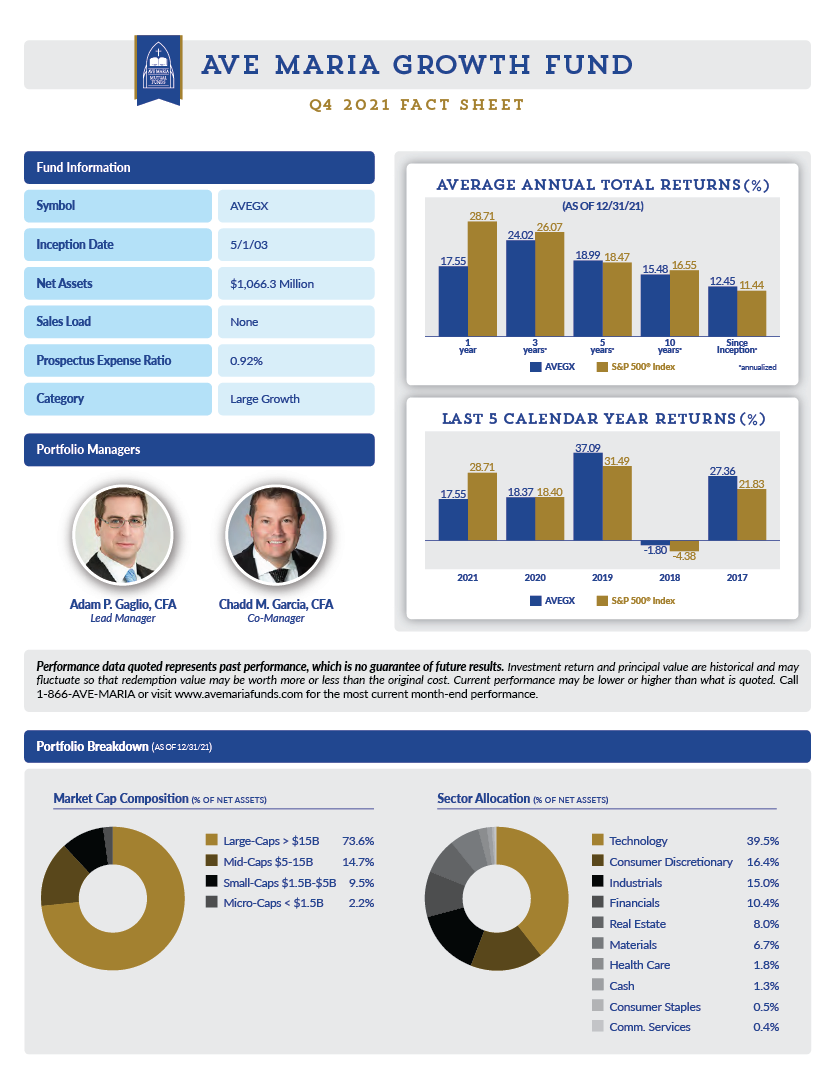 AVE MARIA
MUTUAL
FUNDS
AVE MARIA GROWTH FUND
Q4 2021 FACT SHEET
Fund Information
Symbol AVEGX
Inception Date 5/1/03
Net Assets $1,066.3 Million
Sales Load None
Prospectus Expense Ratio 0.92%
Category Large Growth
Portfolio Managers
Adam P. Gaglio, CFA
Lead Manager
Chadd M. Garcia, CFA
Co-Manager
AVERAGE ANNUAL TOTAL RETURNS (%)
(AS OF 12/31/21)
17.55 28.71 24.02 26.07 18.99 18.47 15.48 16.55 12.45 11.44
1 year 3 years* 5 years* 10 years* Since Inception*
AVEGX S&P 500® Index *annualized
LAST 5 CALENDAR YEAR RETURNS (%)
17.55 28.71 18.37 18.40 37.09 31.49 -1.80 -4.38 27.36 21.83
2021 2020 2019 2018 2017
AVEGX S&P 500® Index
Performance data quoted represents past performance, which is no guarantee of future results. Investment return and principal value are historical and may
fluctuate so that redemption value may be worth more or less than the original cost. Current performance may be lower or higher than what is quoted. Call
1-866-AVE-MARIA or visit www.avemariafunds.com for the most current month-end performance.
Portfolio Breakdown (AS OF 12/31/21)
Market Cap Composition (% OF NET ASSETS)
Large-Caps > $15B 73.6%
Mid-Caps $5-15B 14.7%
Small-Caps $1.5B-$5B 9.5%
Micro-Caps < $1.5B 2.2%
Sector Allocation (% OF NET ASSETS)
Technology 39.5%
Consumer Discretionary 16.4%
Industrials 15.0%
Financials 10.4%
Real Estate 8.0%
Materials 6.7%
Health Care 1.8%
Cash 1.3%
Consumer Staples 0.5%
Comm. Services 0.4%